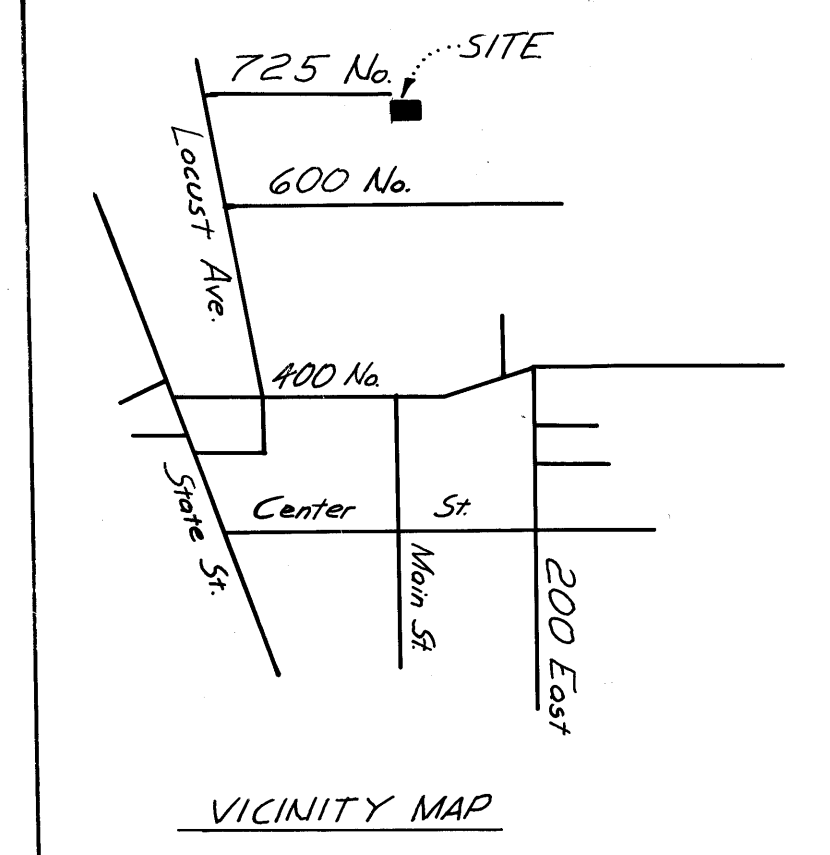 SITE
725 No.
Locust Ave.
600 No.
400 No.
State St.
Center St.
Main St.
200 East
VICINITY MAP